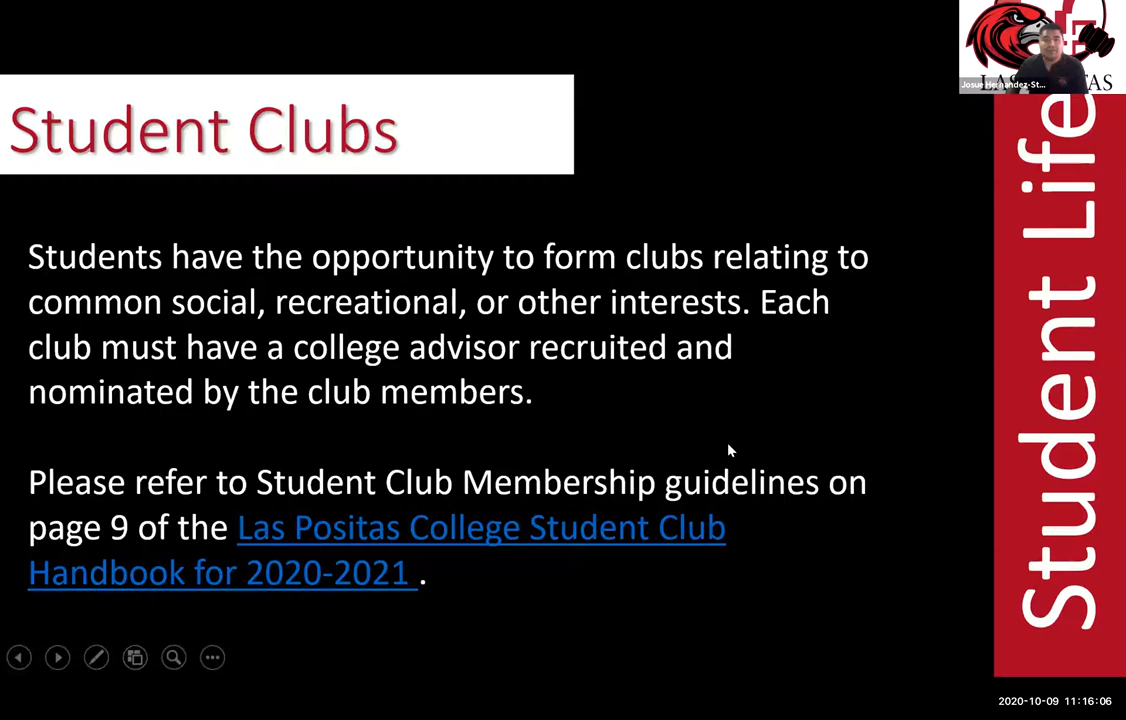 Student Clubs
Students have the opportunity to form clubs relating to
common social, recreational, or other interests. Each
club must have a college advisor recruited and
nominated by the club members.
Please refer to Student Club Membership guidelines on
page 9 of the Las Positas College Student Club
Handbook for 2020-2021 .
Student Life
Josue Hernandez-St...
2020-10-09 11:16:06